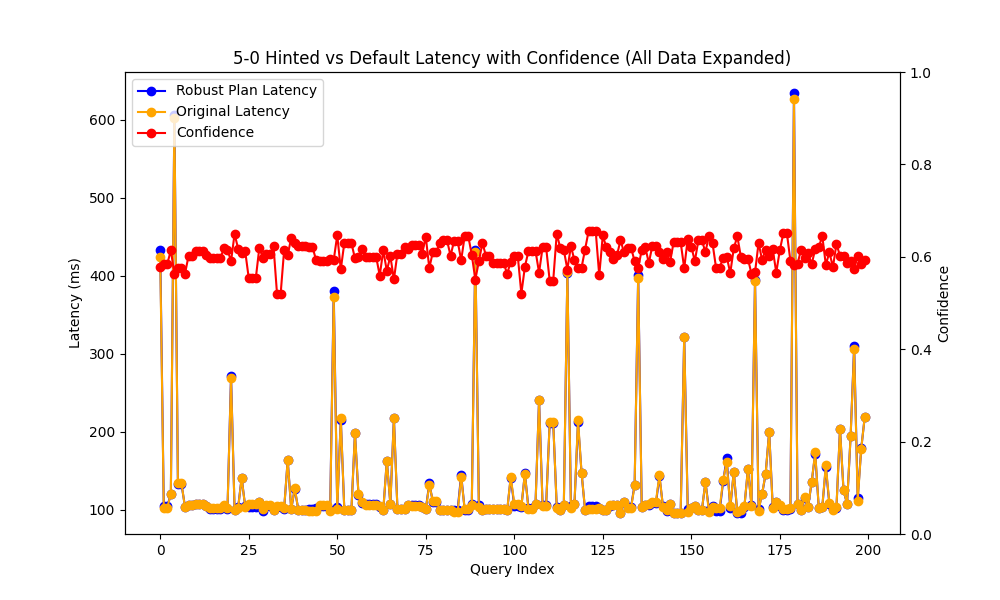 5-0 Hinted vs Default Latency with Confidence (All Data Expanded)
Robust Plan Latency
Original Latency
Confidence
600
500
400
300
200
100
Latency (ms)
1.0
0.8
0.6
0.4
0.2
0.0
Confidence
0 25 50 75 100 125 150 175 200
Query Index